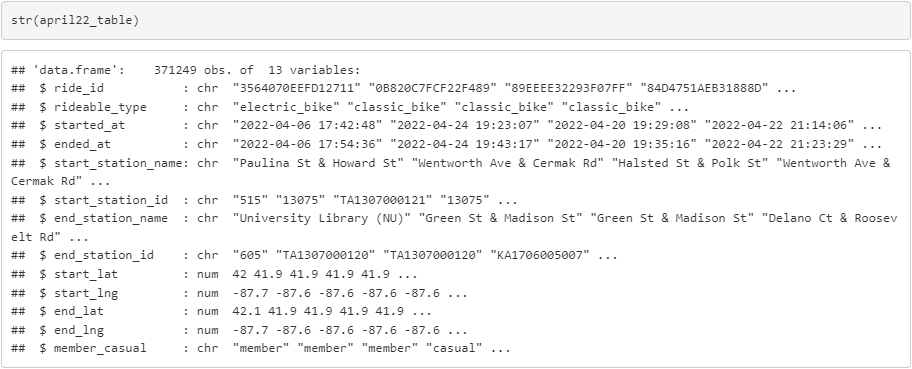 str(april22_table)
## 'data.frame':    371249 obs. of  13 variables:
##  $ ride_id           : chr  "3564070EEFD12711" "0B820C7FCF22F489" "89EEEE32293F07FF" "84D4751AEB31888D" ...
##  $ rideable_type     : chr  "electric_bike" "classic_bike" "classic_bike" "classic_bike" ...
##  $ started_at        : chr  "2022-04-06 17:42:48" "2022-04-24 19:23:07" "2022-04-20 19:29:08" "2022-04-22 21:14:06" ...
##  $ ended_at          : chr  "2022-04-06 17:54:36" "2022-04-24 19:43:17" "2022-04-20 19:35:16" "2022-04-22 21:23:29" ...
##  $ start_station_name: chr  "Paulina St & Howard St" "Wentworth Ave & Cermak Rd" "Halsted St & Polk St" "Wentworth Ave &
Cermak Rd" ...
##  $ start_station_id  : chr  "515" "13075" "TA1307000121" "13075" ...
##  $ end_station_name  : chr  "University Library (NU)" "Green St & Madison St" "Green St & Madison St" "Delano Ct & Roosev
elt Rd" ...
##  $ end_station_id    : chr  "605" "TA1307000120" "TA1307000120" "KA1706005007" ...
##  $ start_lat         : num  42 41.9 41.9 41.9 41.9 ...
##  $ start_lng         : num  -87.7 -87.6 -87.6 -87.6 -87.6 ...
##  $ end_lat           : num  42.1 41.9 41.9 41.9 41.9 ...
##  $ end_lng           : num  -87.7 -87.6 -87.6 -87.6 -87.6 ...
##  $ member_casual     : chr  "member" "member" "member" "casual" ...